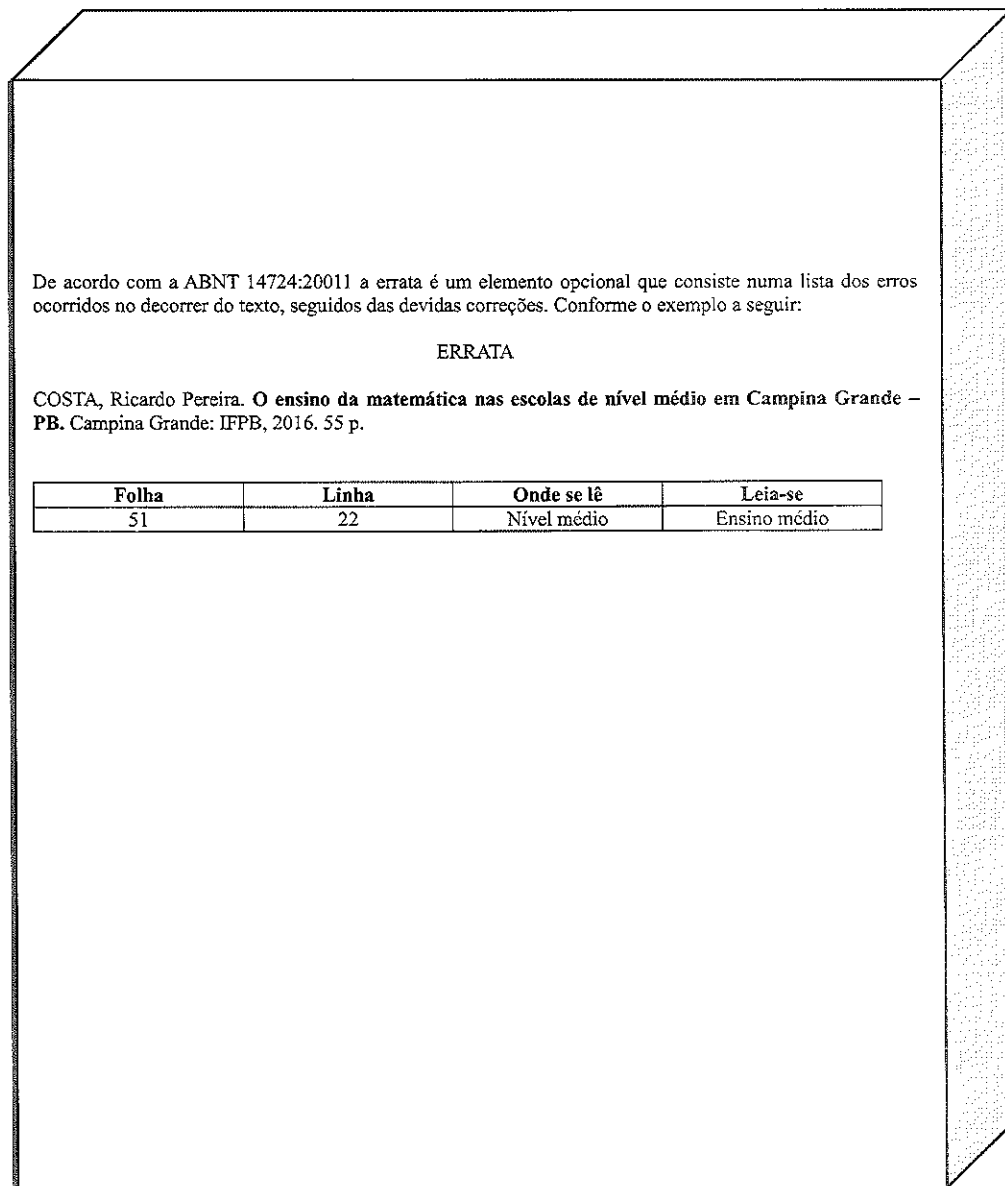 De acordo com a ABNT 14724:20011 a errata é um elemento opcional que consiste numa lista dos erros
ocorridos no decorrer do texto, seguidos das devidas correções. Conforme o exemplo a seguir:
ERRATA
COSTA, Ricardo Pereira. O ensino da matemática nas escolas de nível médio em Campina Grande –
PB. Campina Grande: IFPB, 2016. 55 p.
Folha Linha Onde se lê Leia-se
51 22 Nível médio Ensino médio